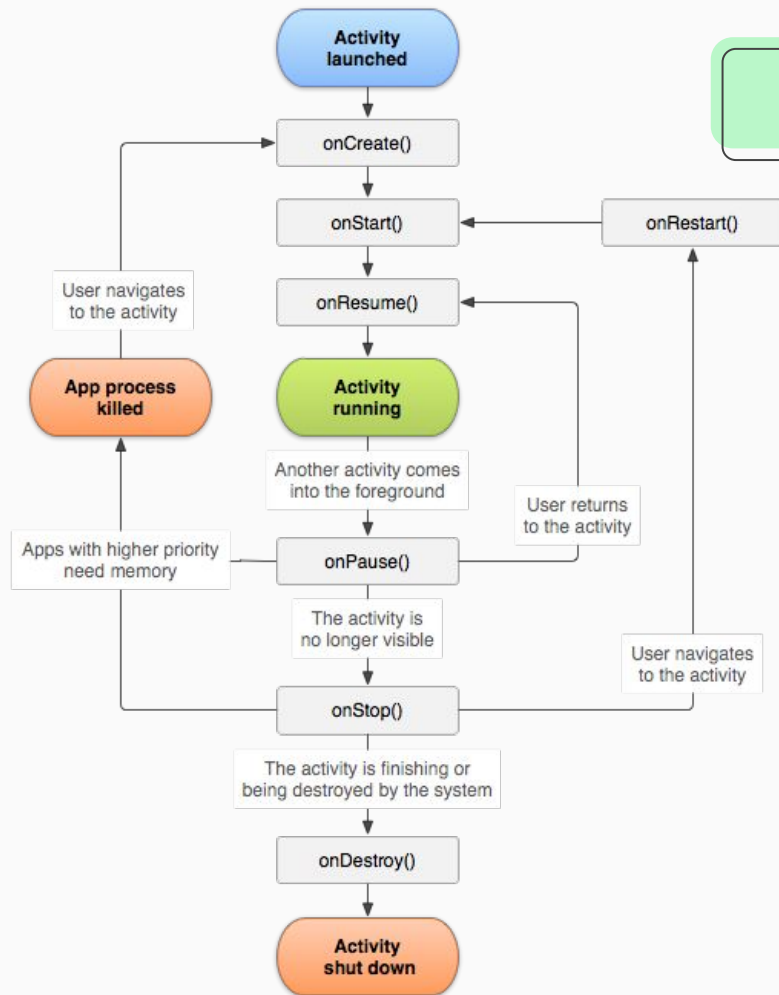 Activity
launched
onCreate()
onStart()
onRestart()
User navigates
to the activity
onResume()
App process
killed
Activity
running
Another activity comes
into the foreground
User returns
to the activity
Apps with higher priority
need memory
onPause()
The activity is
no longer visible
User navigates
to the activity
onStop()
The activity is finishing or
being destroyed by the system
onDestroy()
Activity
shut down